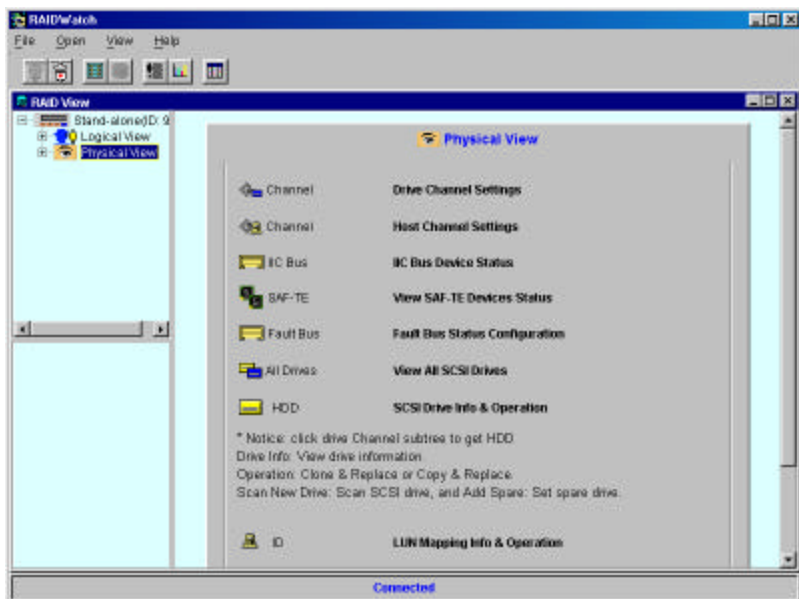 RAIDWatch
File Open View Help
RAID View
Stand-alone(ID: 9
Logical View
Physical View
Physical View
Channel Drive Channel Settings
Channel Host Channel Settings
IIC Bus IIC Bus Device Status
SAF-TE View SAF-TE Devices Status
Fault Bus Fault Bus Status Configuration
All Drives View All SCSI Drives
HDD SCSI Drive Info & Operation
* Notice: click drive Channel subtree to get HDD
Drive Info: View drive information
Operation: Clone & Replace or Copy & Replace
Scan New Drive: Scan SCSI drive, and Add Spare: Set spare drive.
ID LUN Mapping Info & Operation
Connected